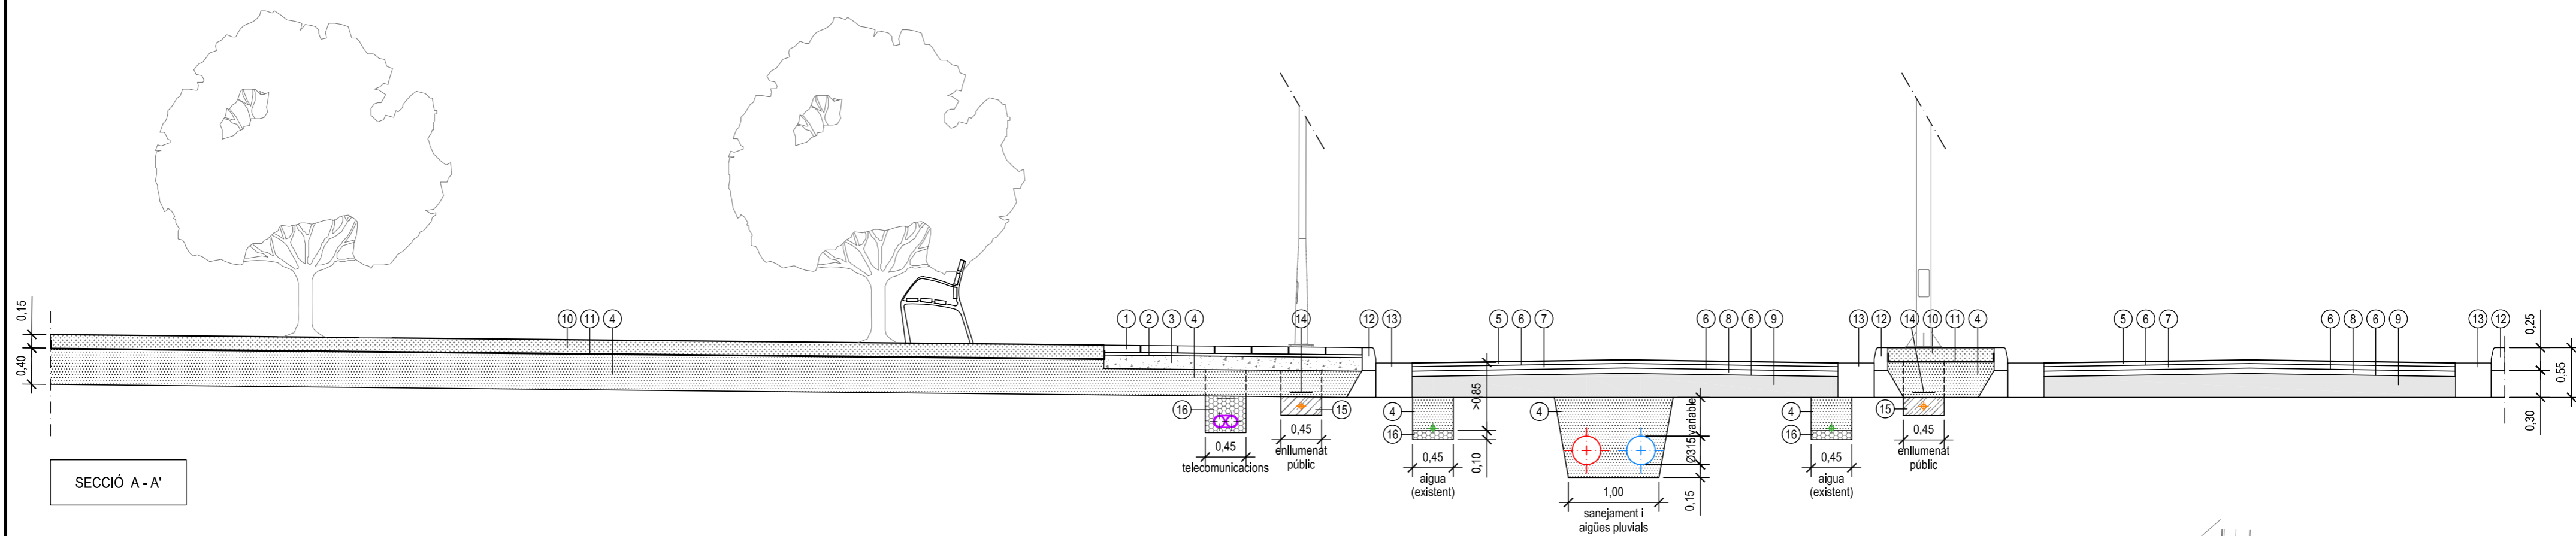 0,15
0,40
10 11 4
1 2 3 4
14
12 13
5 6 7
6 8 6 9
13 12
14 10 11 4
5 6 7
6 8 6 9
13 12
0,25
0,55
0,30
16
15
0,45
telecomunicacions
0,45
enllumenat
públic
4
16
>0,85
0,10
0,45
aigua
(existent)
4
variable
Ø315
0,15
1,00
sanejament i
aigües pluvials
4
16
0,45
aigua
(existent)
15
0,45
enllumenat
públic
SECCIÓ A - A'